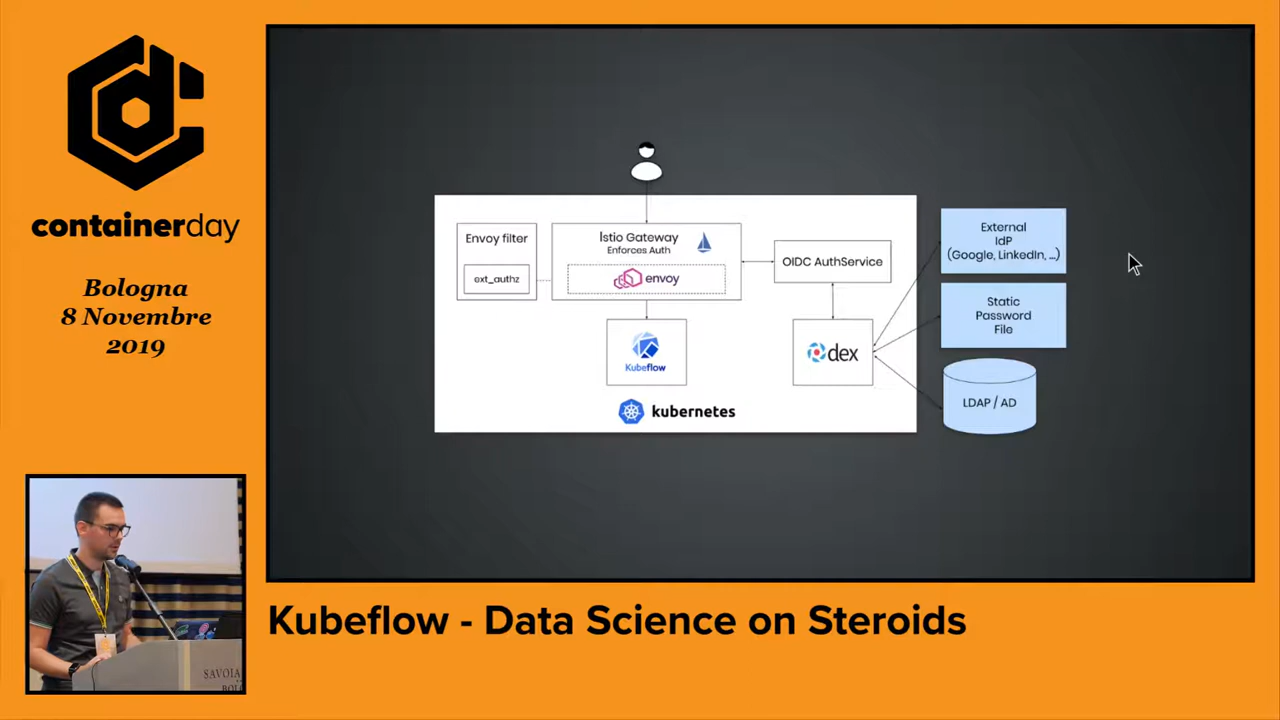 containerday
Bologna
8 Novembre
2019
Envoy filter
ext_authz
Istio Gateway
Enforces Auth
envoy
OIDC AuthService
Kubeflow
dex
kubernetes
External
IdP
(Google, LinkedIn, ...)
Static
Password
File
LDAP / AD
SAVOIA
Kubeflow - Data Science on Steroids